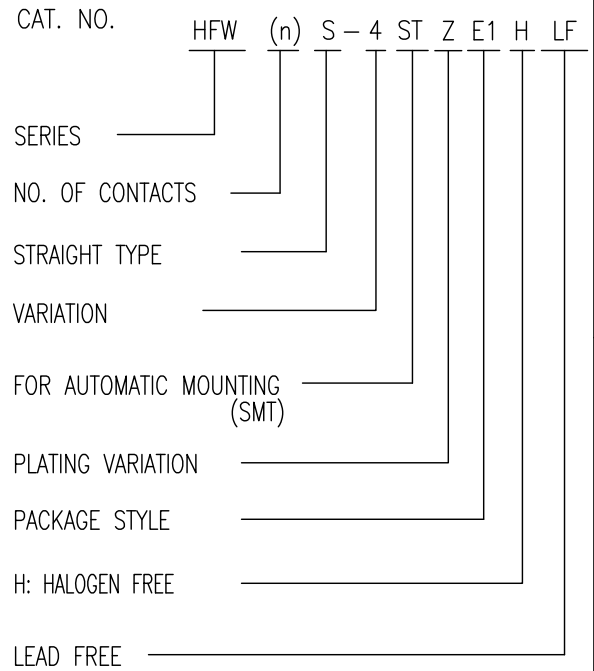 CAT. NO.
HFW (n) S-4 ST Z E1 H LF
SERIES
NO. OF CONTACTS
STRAIGHT TYPE
VARIATION
FOR AUTOMATIC MOUNTING
(SMT)
PLATING VARIATION
PACKAGE STYLE
H: HALOGEN FREE
LEAD FREE